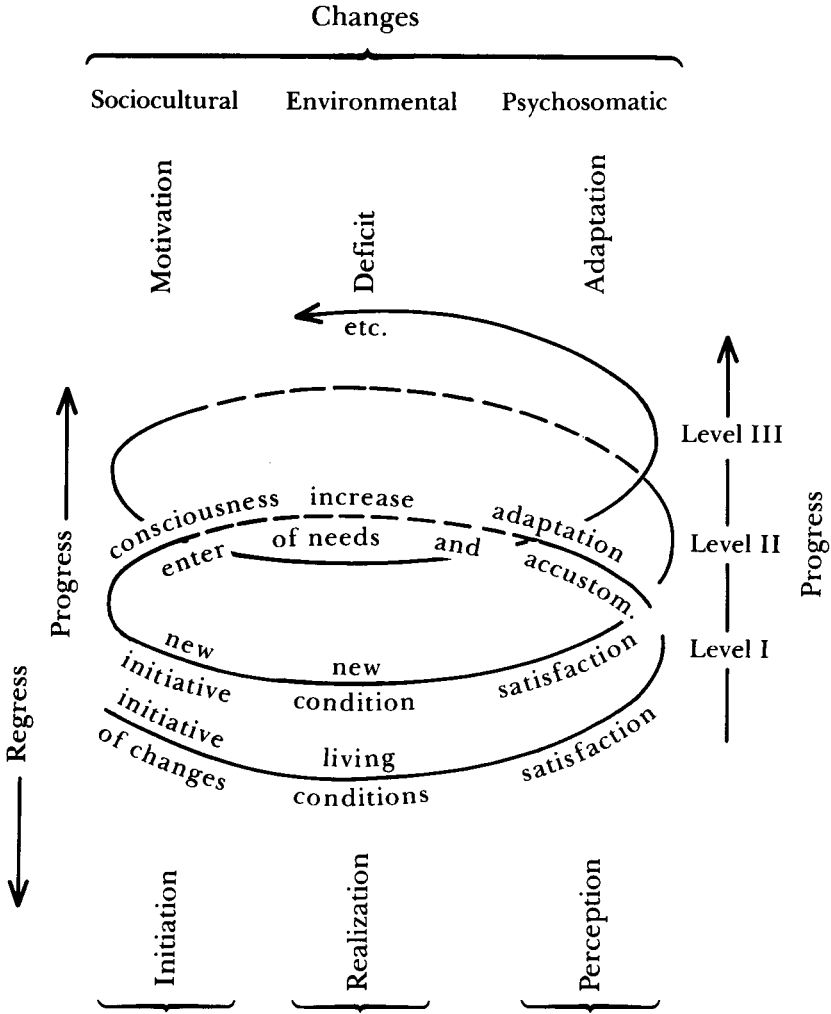 Changes
Sociocultural Environmental Psychosomatic
Motivation
Deficit
Adaptation
etc.
Level III
consciousness increase adaptation
enter of needs and accustom.
Level II
Progress
Progress
new initiative
new condition
satisfaction
Level I
Regress
initiative of changes
living conditions
satisfaction
Initiation
Realization
Perception